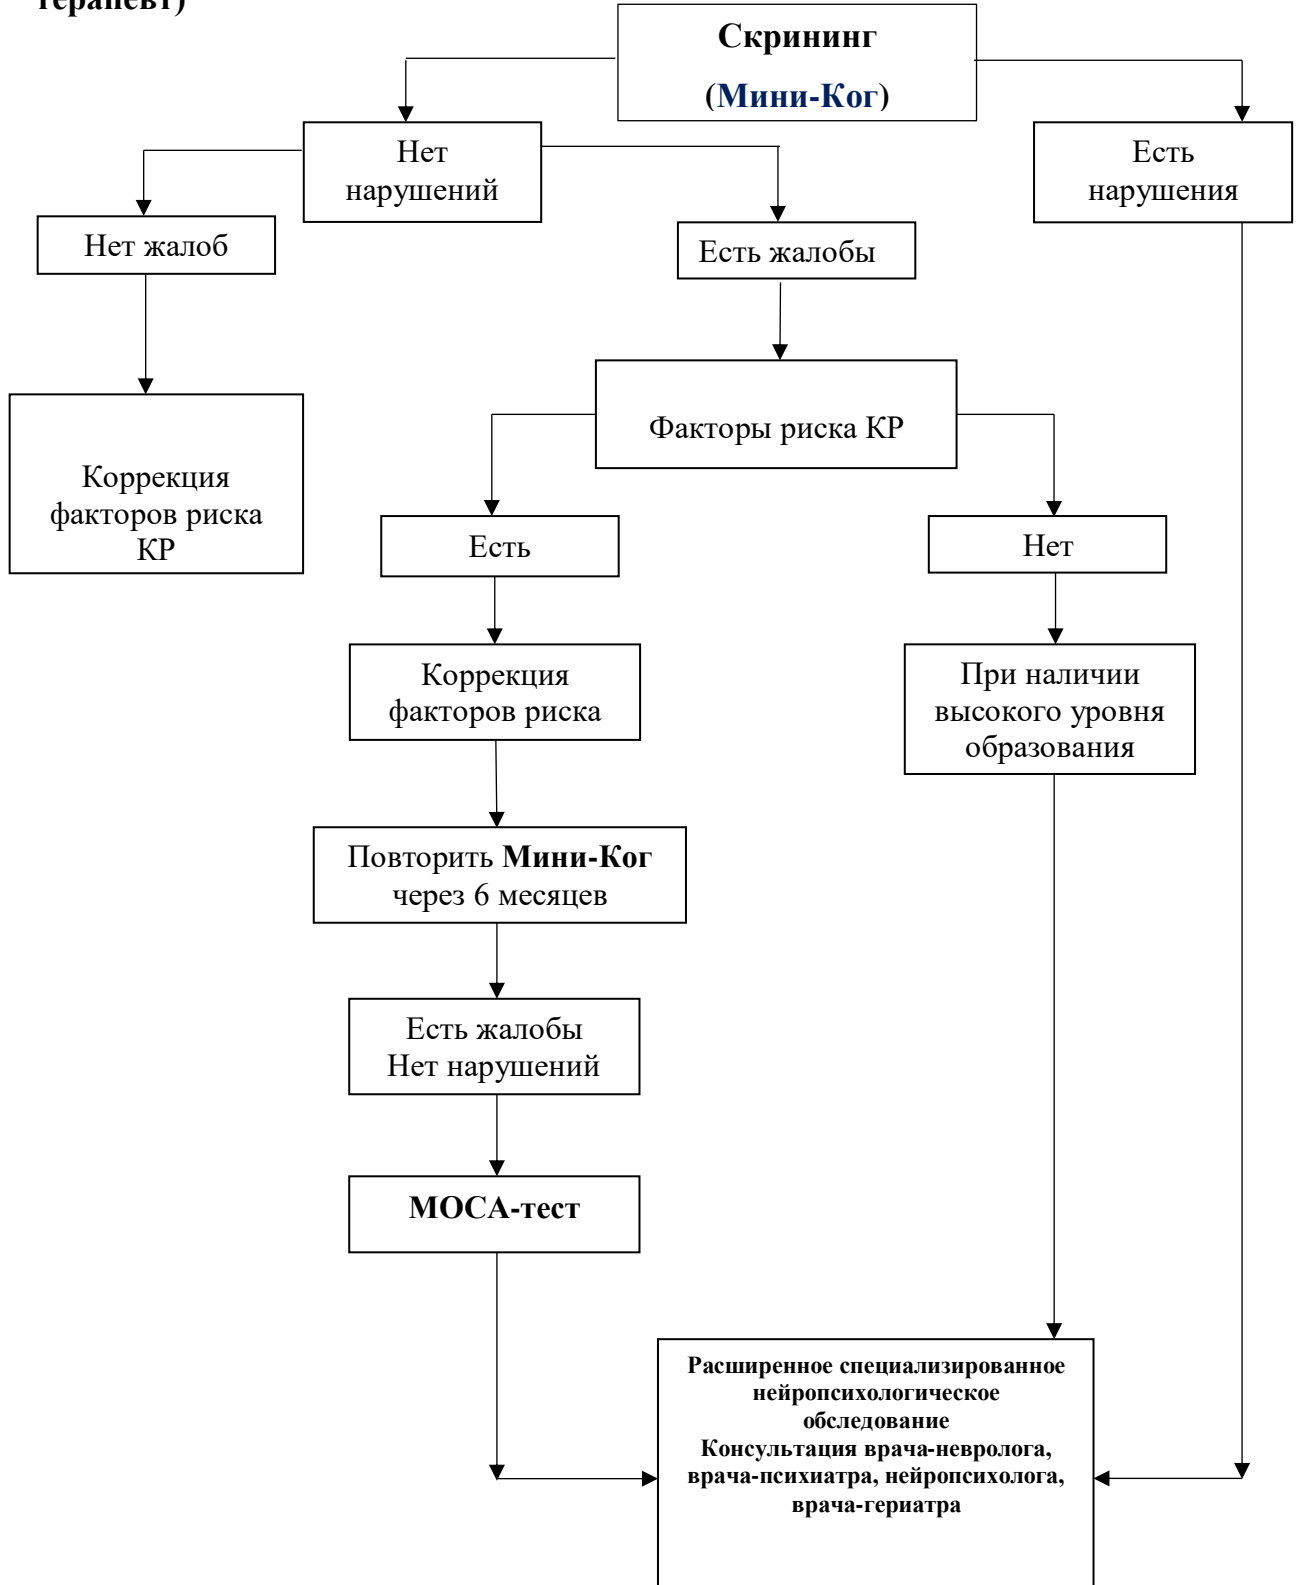 терапевт)
Скрининг
(Мини-Ког)
Нет
нарушений
Есть
нарушения
Нет жалоб
Есть жалобы
Факторы риска КР
Коррекция
факторов риска
КР
Есть
Нет
Коррекция
факторов риска
При наличии
высокого уровня
образования
Повторить Мини-Ког
через 6 месяцев
Есть жалобы
Нет нарушений
МОСА-тест
Расширенное специализированное
нейропсихологическое
обследование
Консультация врача-невролога,
врача-психиатра, нейропсихолога,
врача-гериатра